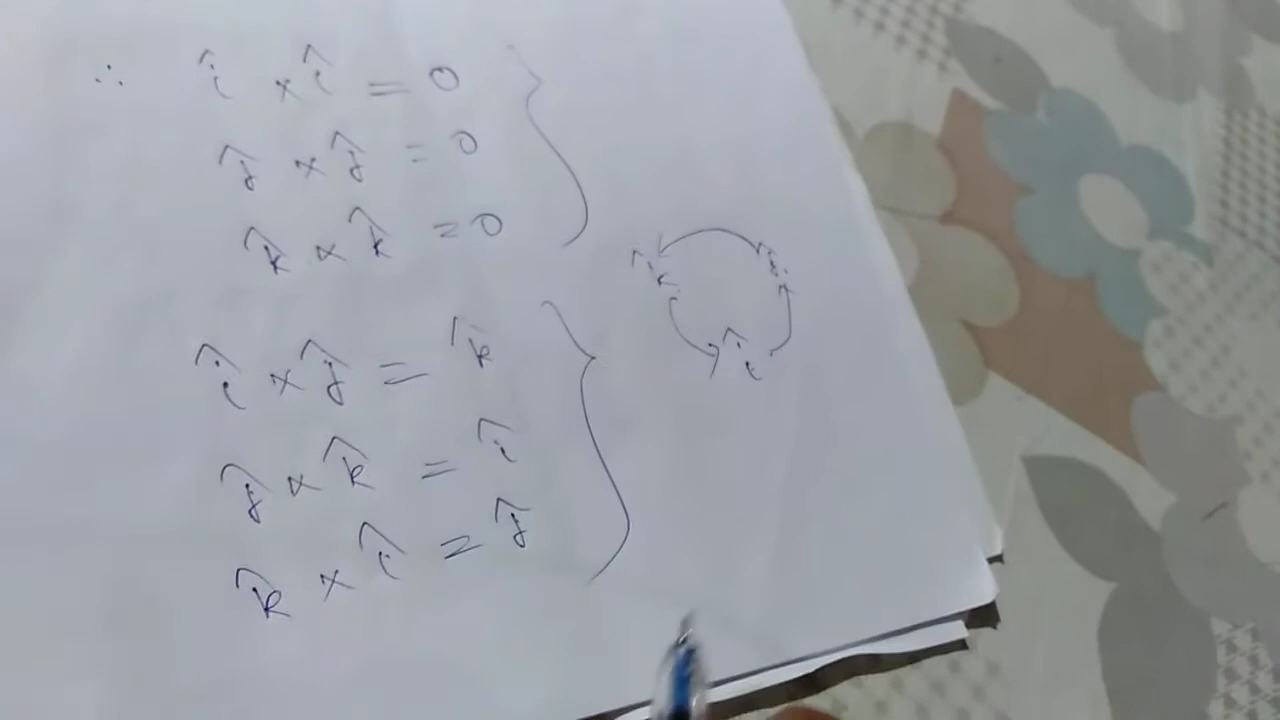 ∴ î × î = 0
ĵ × ĵ = 0
k̂ × k̂ = 0
î × ĵ = k̂
ĵ × k̂ = î
k̂ × î = ĵ
k̂ ĵ
î